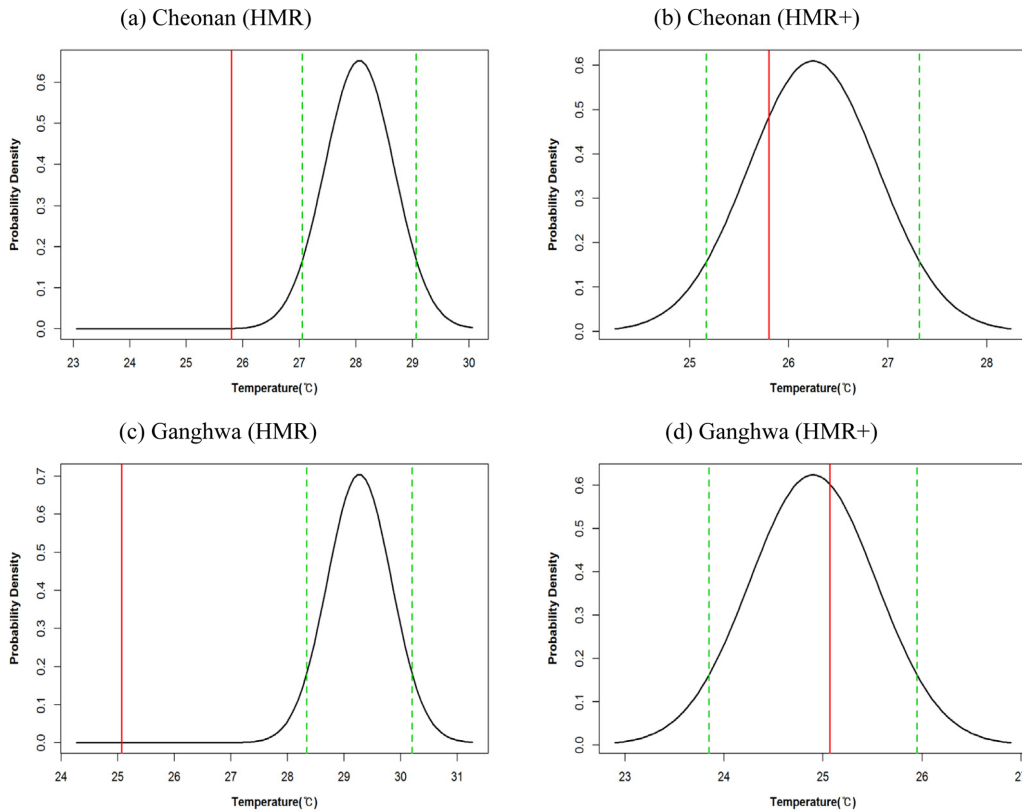 (a) Cheonan (HMR)
Probability Density
0.0 0.1 0.2 0.3 0.4 0.5 0.6
23 24 25 26 27 28 29 30
Temperature(℃)
(b) Cheonan (HMR+)
Probability Density
0.0 0.1 0.2 0.3 0.4 0.5 0.6
25 26 27 28
Temperature(℃)
(c) Ganghwa (HMR)
Probability Density
0.0 0.1 0.2 0.3 0.4 0.5 0.6 0.7
24 25 26 27 28 29 30 31
Temperature(℃)
(d) Ganghwa (HMR+)
Probability Density
0.0 0.1 0.2 0.3 0.4 0.5 0.6
23 24 25 26 27
Temperature(℃)